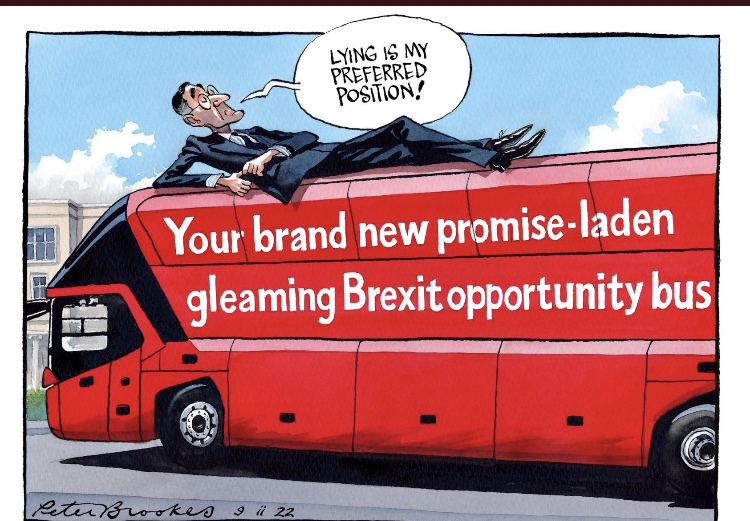 LYING IS MY
PREFERRED
POSITION!
Your brand new promise-laden
gleaming Brexit opportunity bus
Peter Brookes 9 ii 22